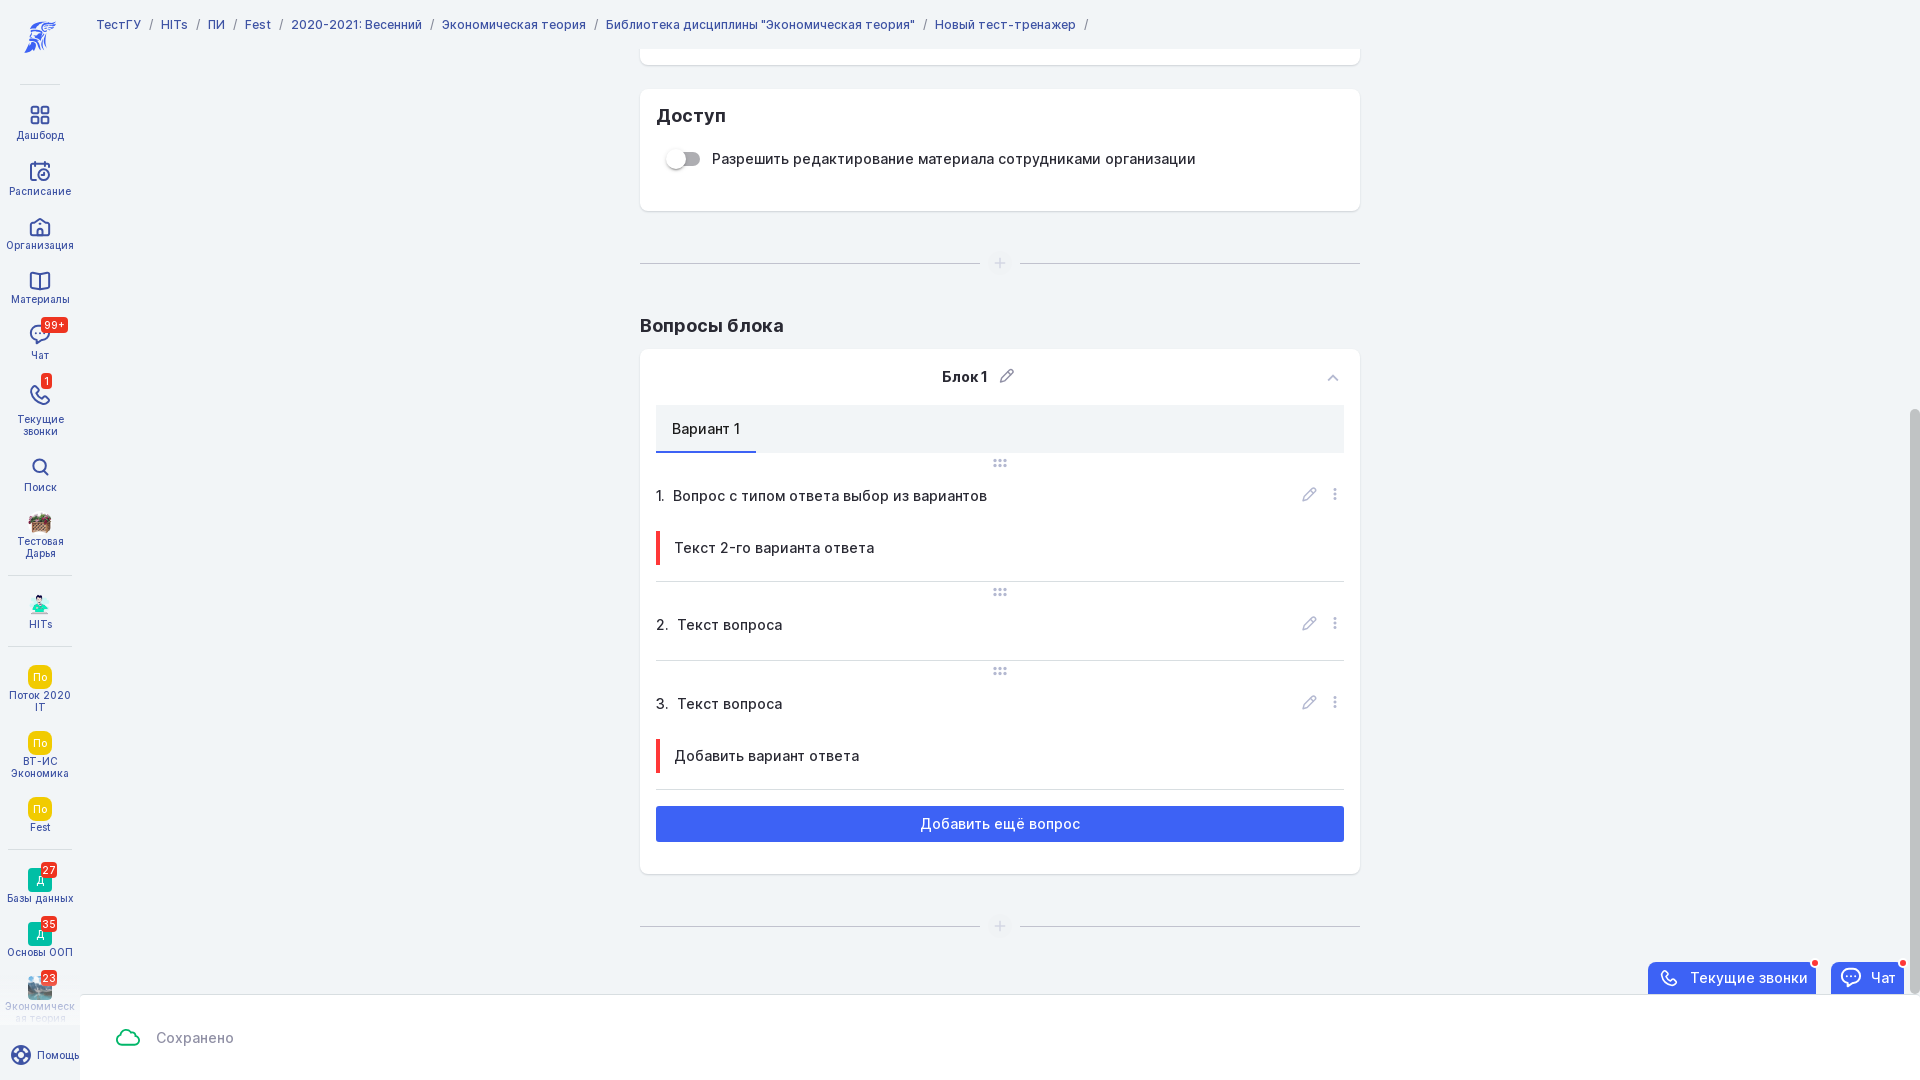 ТестГУ / HITs / ПИ / Fest / 2020-2021: Весенний / Экономическая теория / Библиотека дисциплины "Экономическая теория" / Новый тест-тренажер /
Дашборд
Расписание
Организация
Материалы
99+
Чат
1
Текущие
звонки
Поиск
Тестовая
Дарья
HITs
По
Поток 2020
IT
По
ВТ-ИС
Экономика
По
Fest
27
Д
Базы данных
35
Д
Основы ООП
23
Экономическ
ая теория
Помощь
Доступ
Разрешить редактирование материала сотрудниками организации
Вопросы блока
Блок 1
Вариант 1
1. Вопрос с типом ответа выбор из вариантов
Текст 2-го варианта ответа
2. Текст вопроса
3. Текст вопроса
Добавить вариант ответа
Добавить ещё вопрос
Текущие звонки
Чат
Сохранено